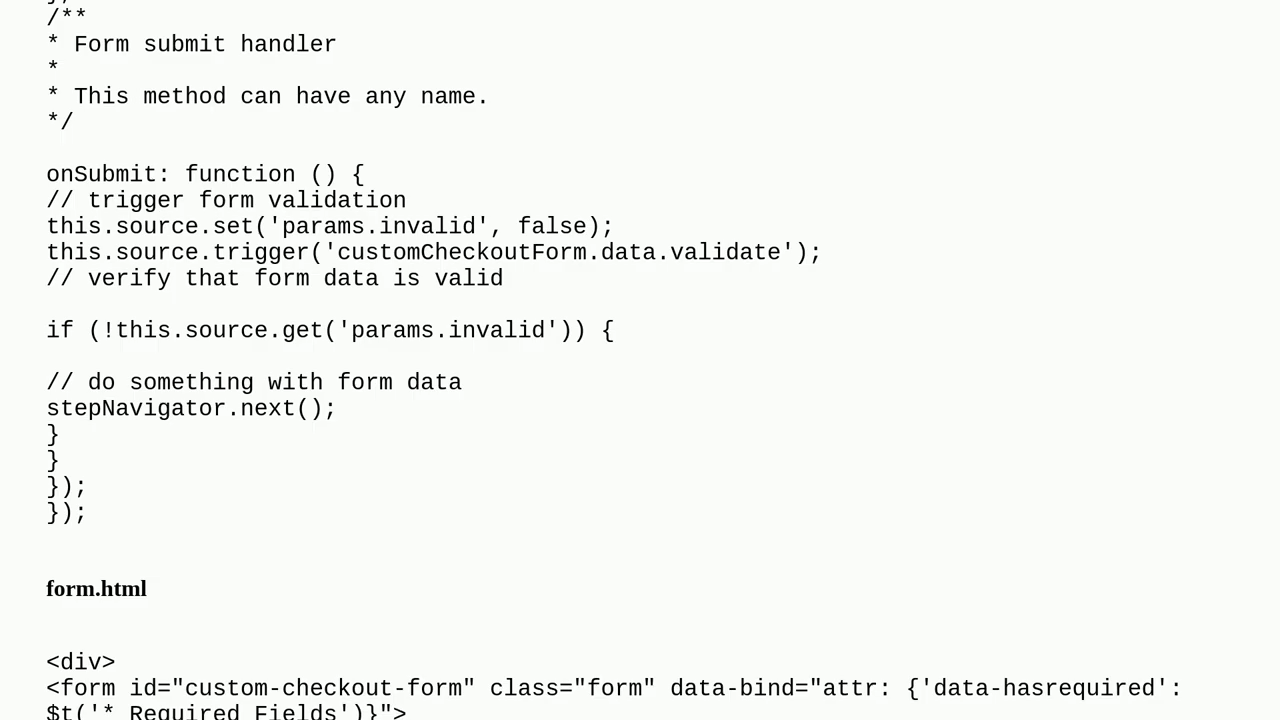 /**
* Form submit handler
*
* This method can have any name.
*/
onSubmit: function () {
// trigger form validation
this.source.set('params.invalid', false);
this.source.trigger('customCheckoutForm.data.validate');
// verify that form data is valid
if (!this.source.get('params.invalid')) {
// do something with form data
stepNavigator.next();
}
}
});
});
form.html
<div>
<form id="custom-checkout-form" class="form" data-bind="attr: {'data-hasrequired':
$t('* Required Fields')}">